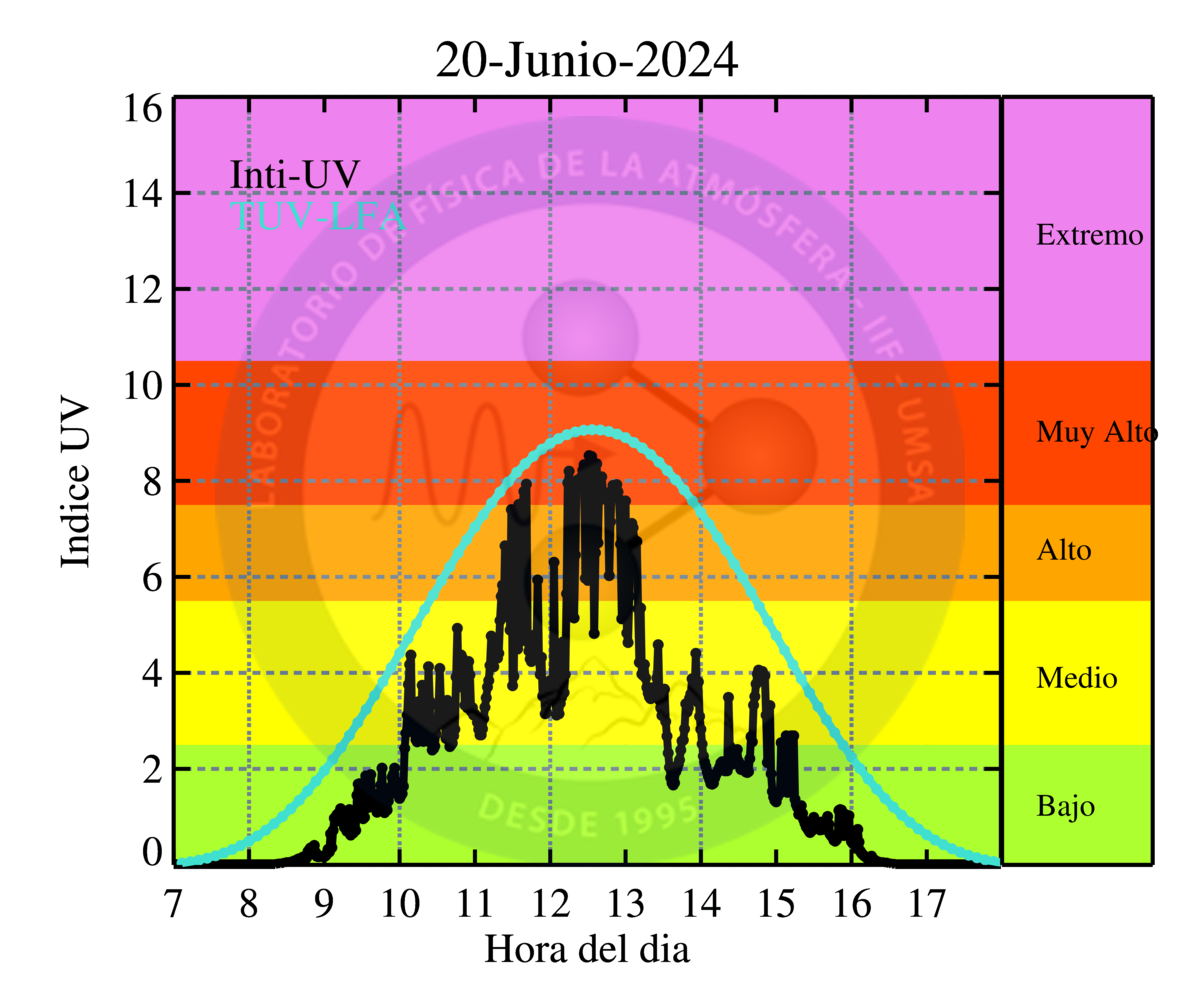 20-Junio-2024
Inti-UV
TUV-LFA
LABORATORIO DE FÍSICA DE LA ATMÓSFERA - IIF - UMSA
DESDE 1995
16
14
12
10
8
6
4
2
0
Indice UV
Extremo
Muy Alto
Alto
Medio
Bajo
7 8 9 10 11 12 13 14 15 16 17
Hora del dia